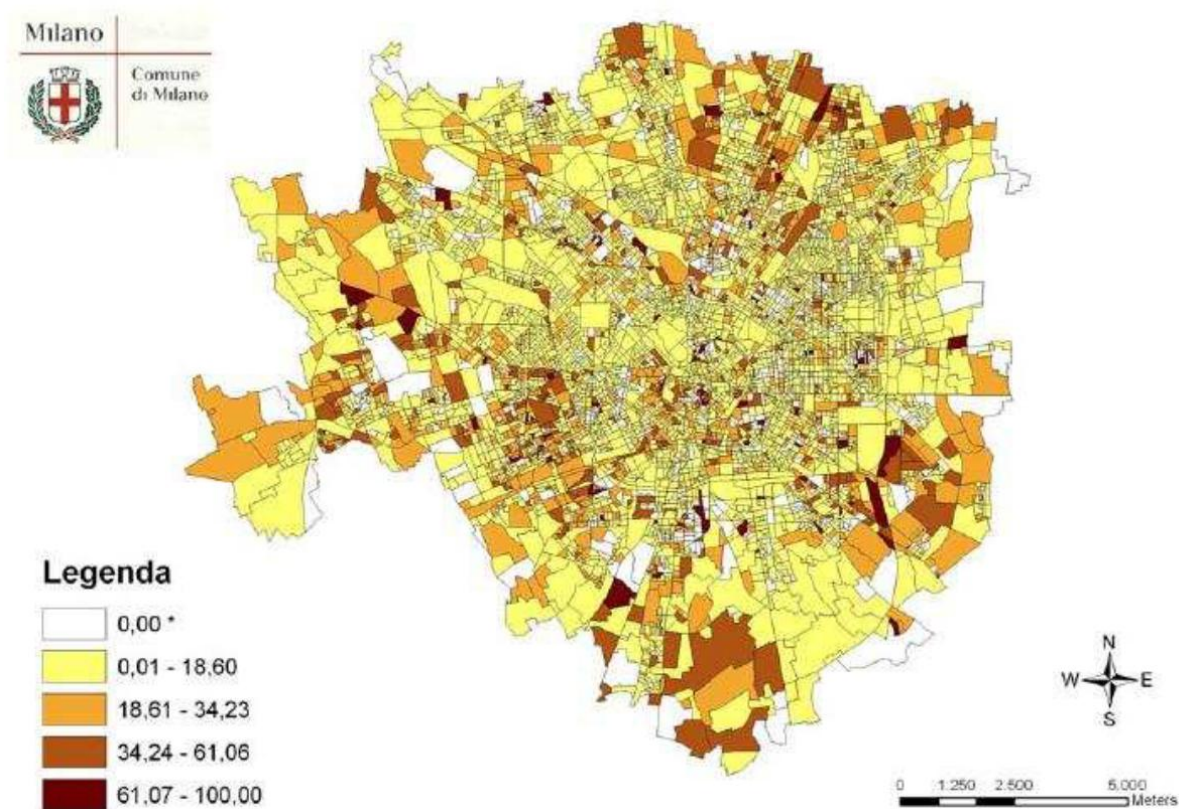 Milano
Comune
di Milano
Legenda
0,00 *
0,01 - 18,60
18,61 - 34,23
34,24 - 61,06
61,07 - 100,00
N
W E
S
0 1.250 2.500 5.000
Meters